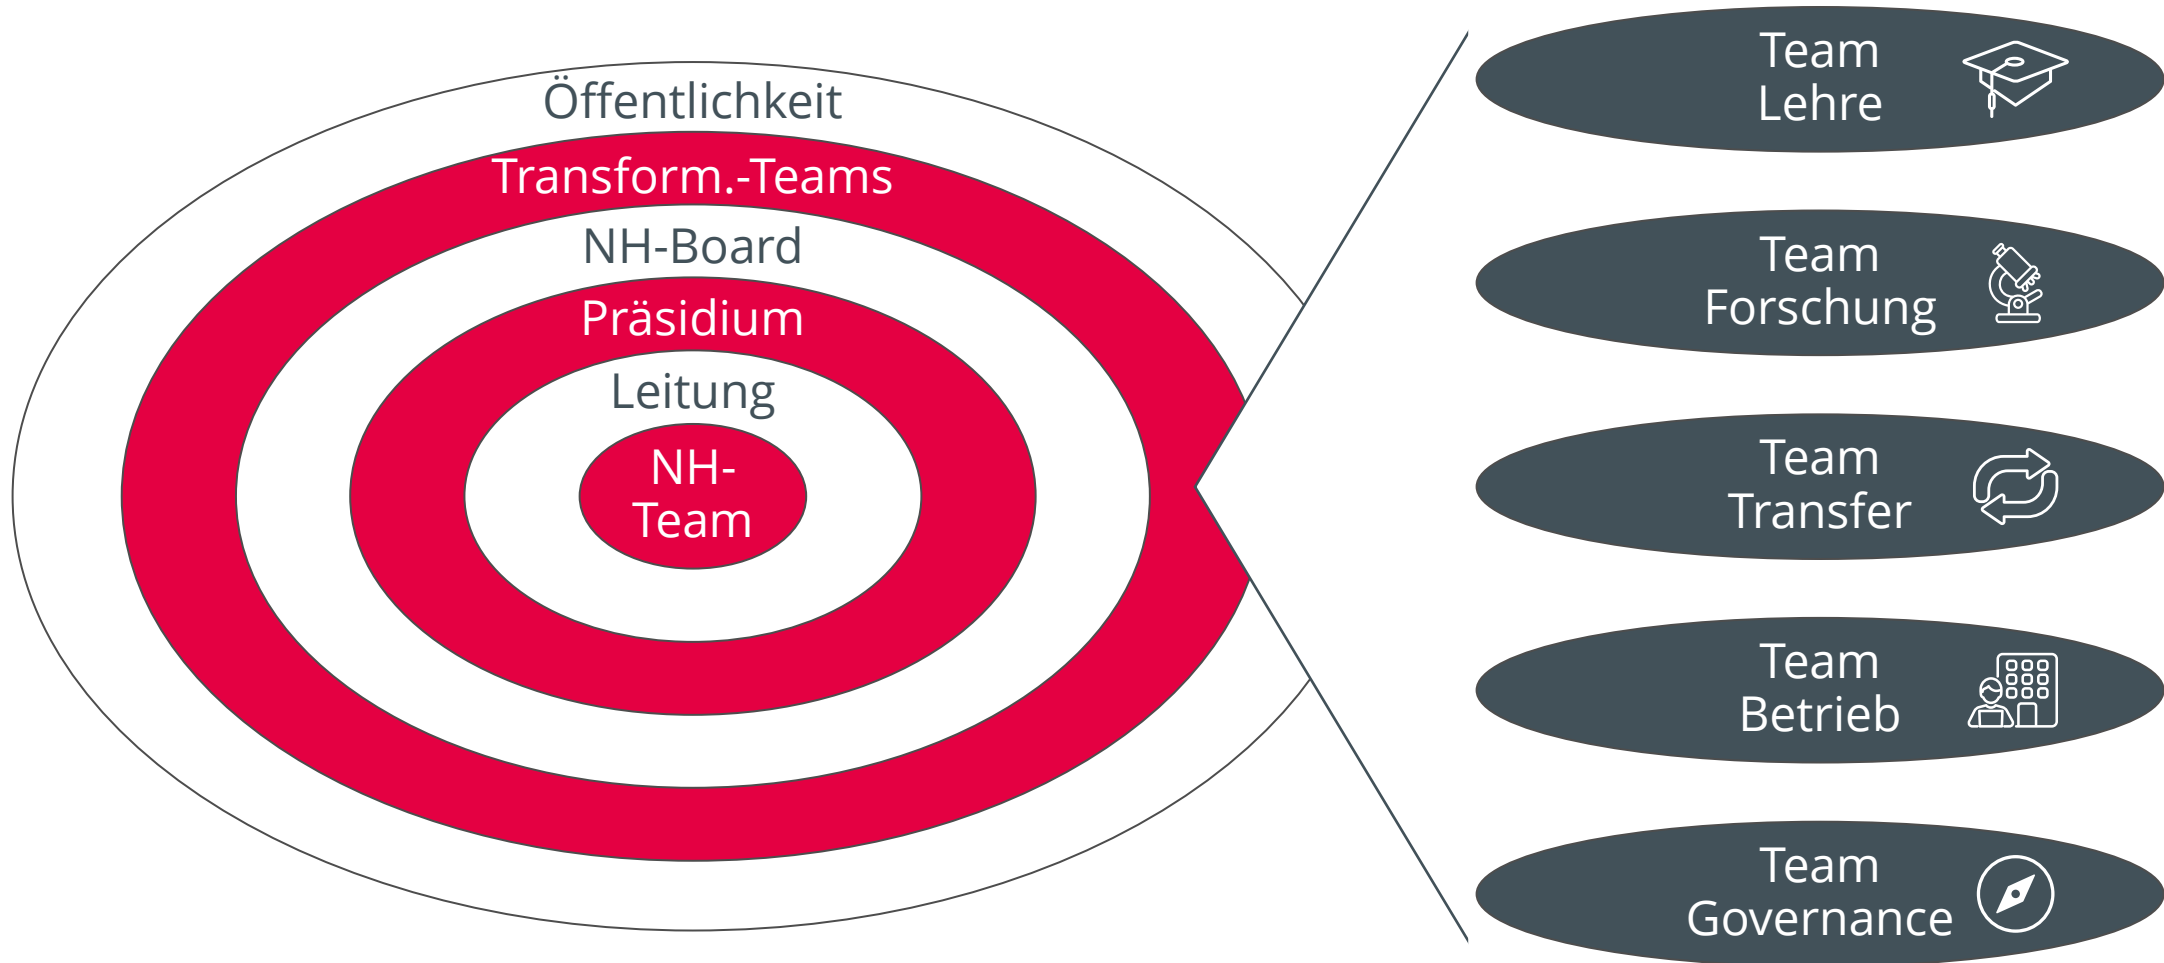 Öffentlichkeit
Transform.-Teams
NH-Board
Präsidium
Leitung
NH-
Team
Team
Lehre
Team
Forschung
Team
Transfer
Team
Betrieb
Team
Governance